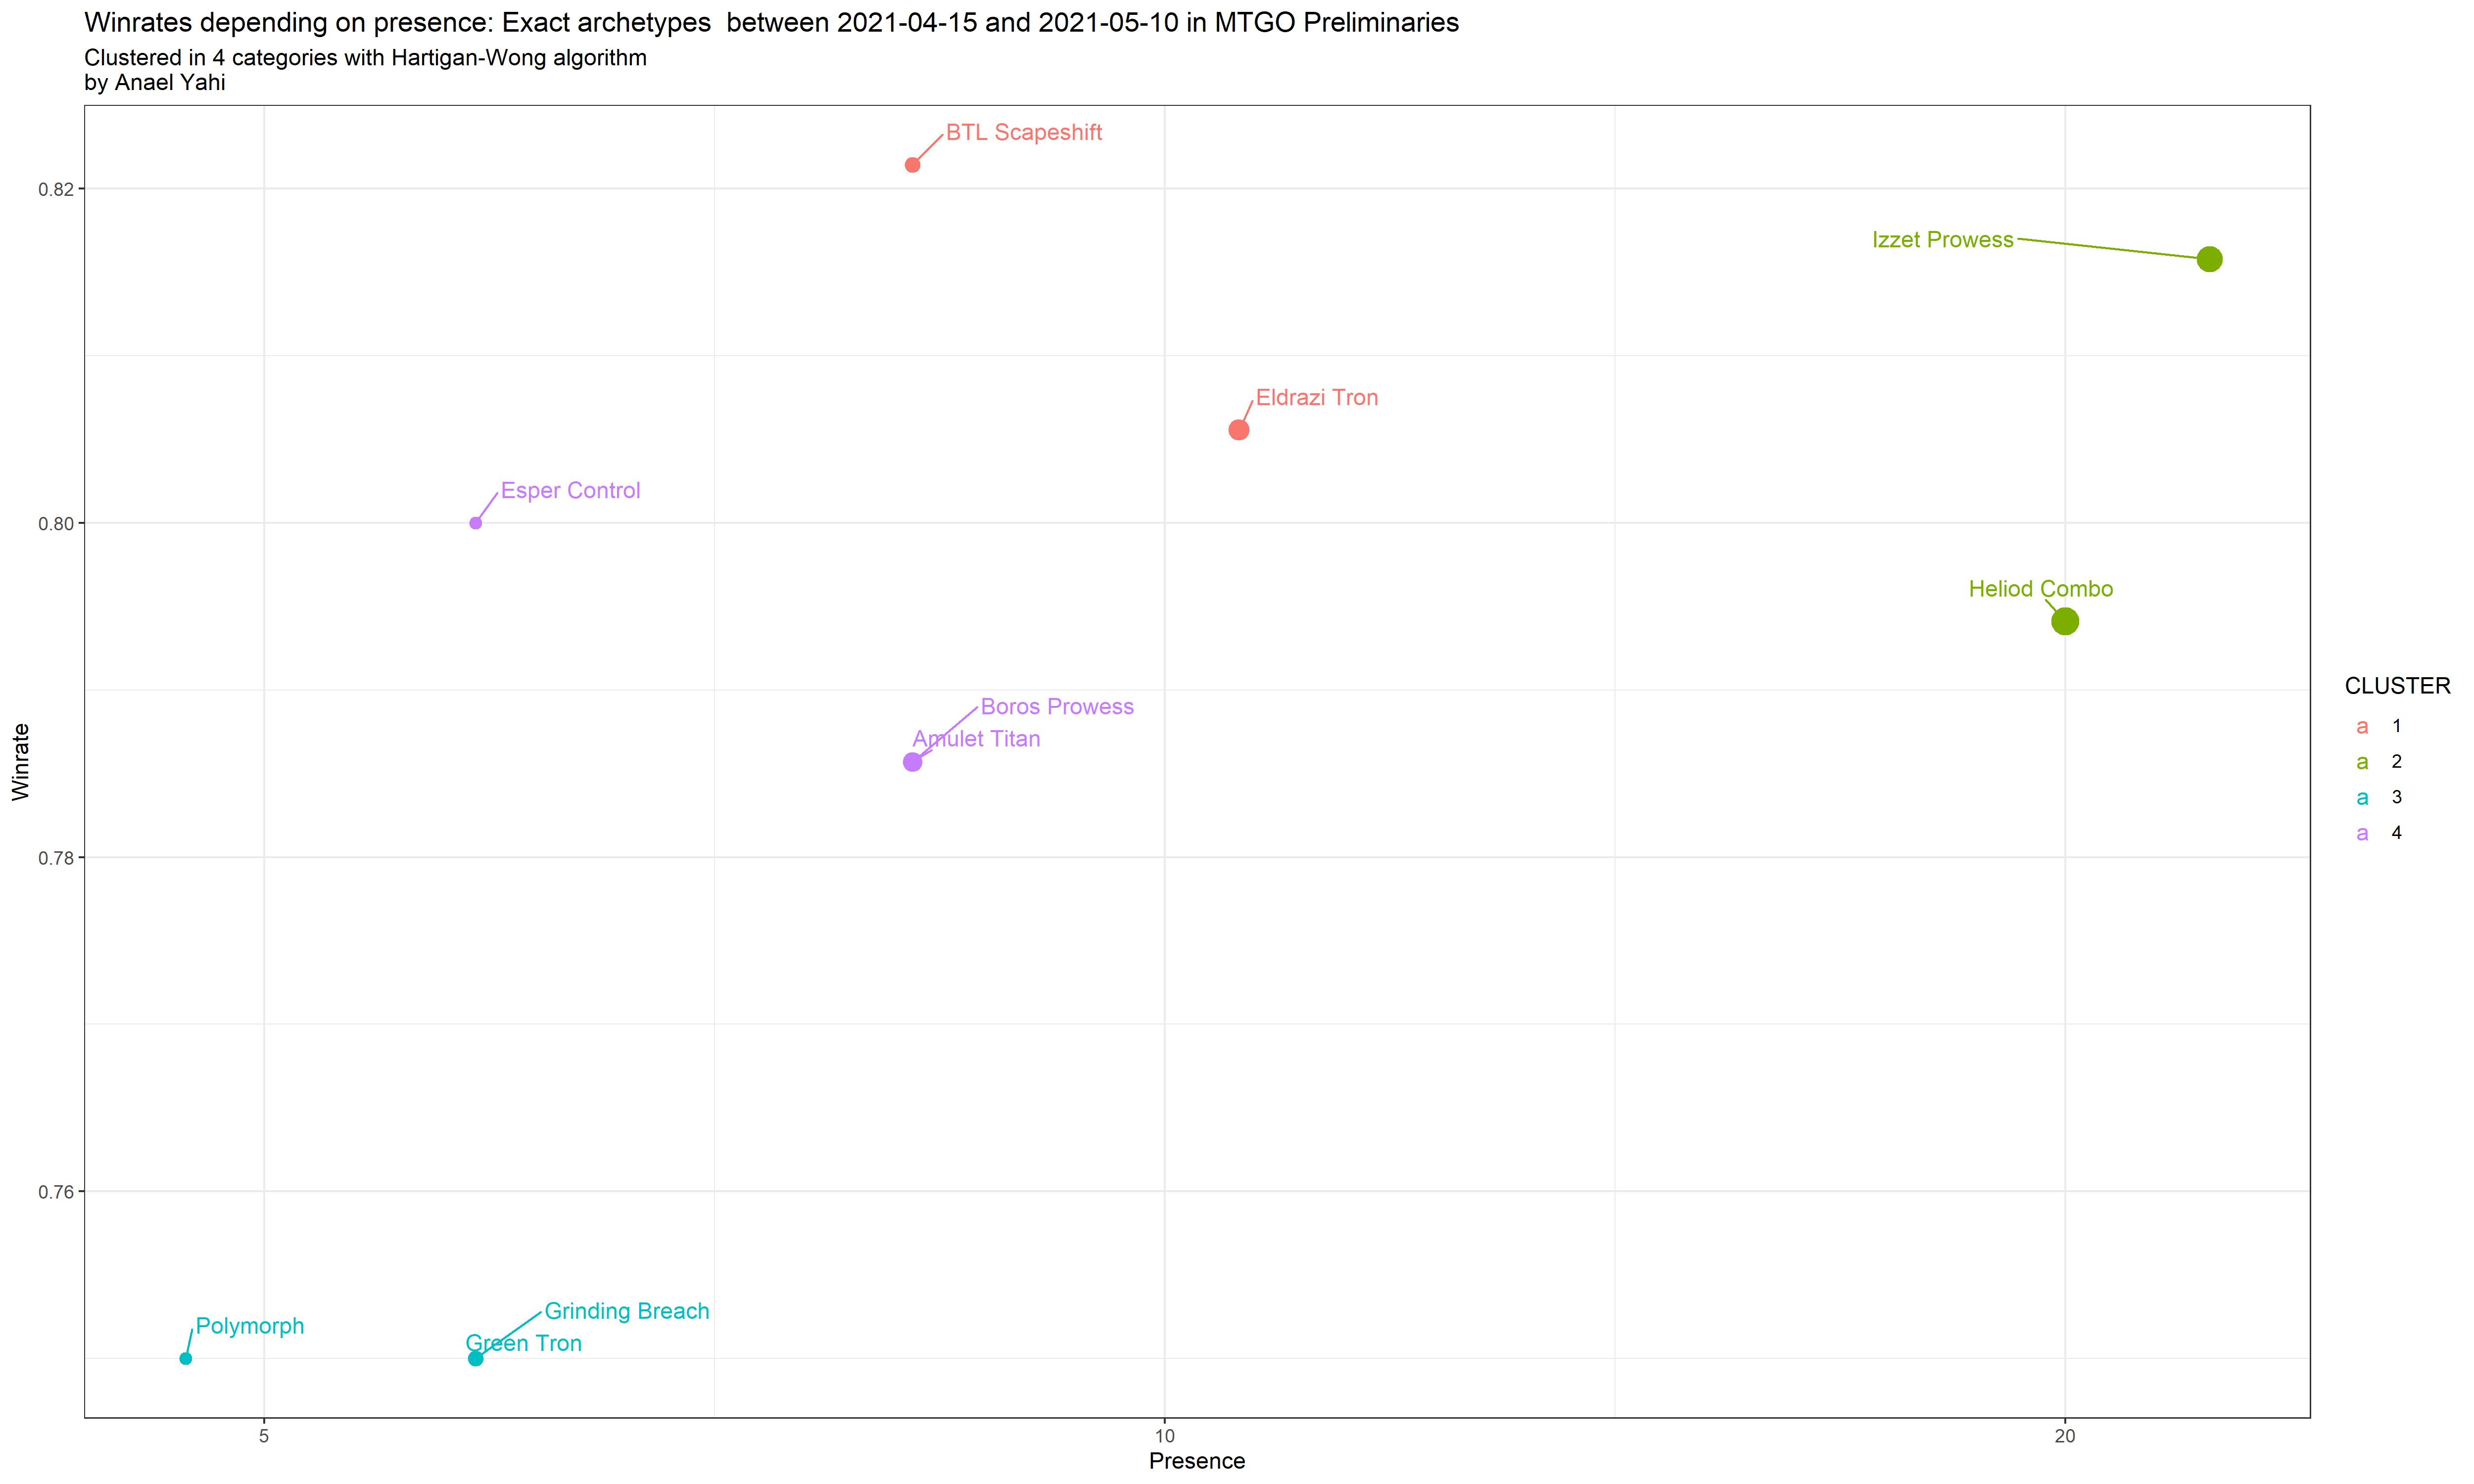 Winrates depending on presence: Exact archetypes  between 2021-04-15 and 2021-05-10 in MTGO Preliminaries
Clustered in 4 categories with Hartigan-Wong algorithm
by Anael Yahi
BTL Scapeshift
0.82
Izzet Prowess
Eldrazi Tron
Esper Control
0.80
Heliod Combo
CLUSTER
Boros Prowess
a 1
Amulet Titan
Winrate
a 2
a 3
a 4
0.78
0.76
Grinding Breach
Polymorph
Green Tron
5
10
20
Presence